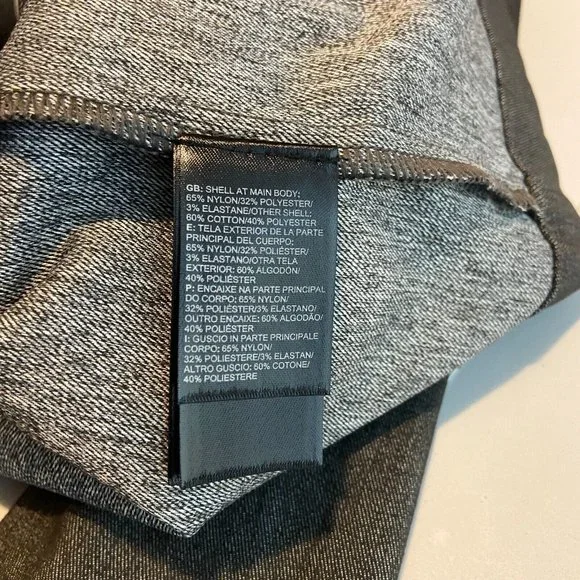 GB: SHELL AT MAIN BODY:
65% NYLON/32% POLYESTER/
3% ELASTANE/OTHER SHELL:
60% COTTON/40% POLYESTER
E: TELA EXTERIOR DE LA PARTE
PRINCIPAL DEL CUERPO:
65% NYLON/32% POLIÉSTER/
3% ELASTANO/OTRA TELA
EXTERIOR: 60% ALGODÓN/
40% POLIÉSTER
P: ENCAIXE NA PARTE PRINCIPAL
DO CORPO: 65% NYLON/
32% POLIÉSTER/3% ELASTANO/
OUTRO ENCAIXE: 60% ALGODÃO/
40% POLIÉSTER
I: GUSCIO IN PARTE PRINCIPALE
CORPO: 65% NYLON/
32% POLIESTERE/3% ELASTAN/
ALTRO GUSCIO: 60% COTONE/
40% POLIESTERE